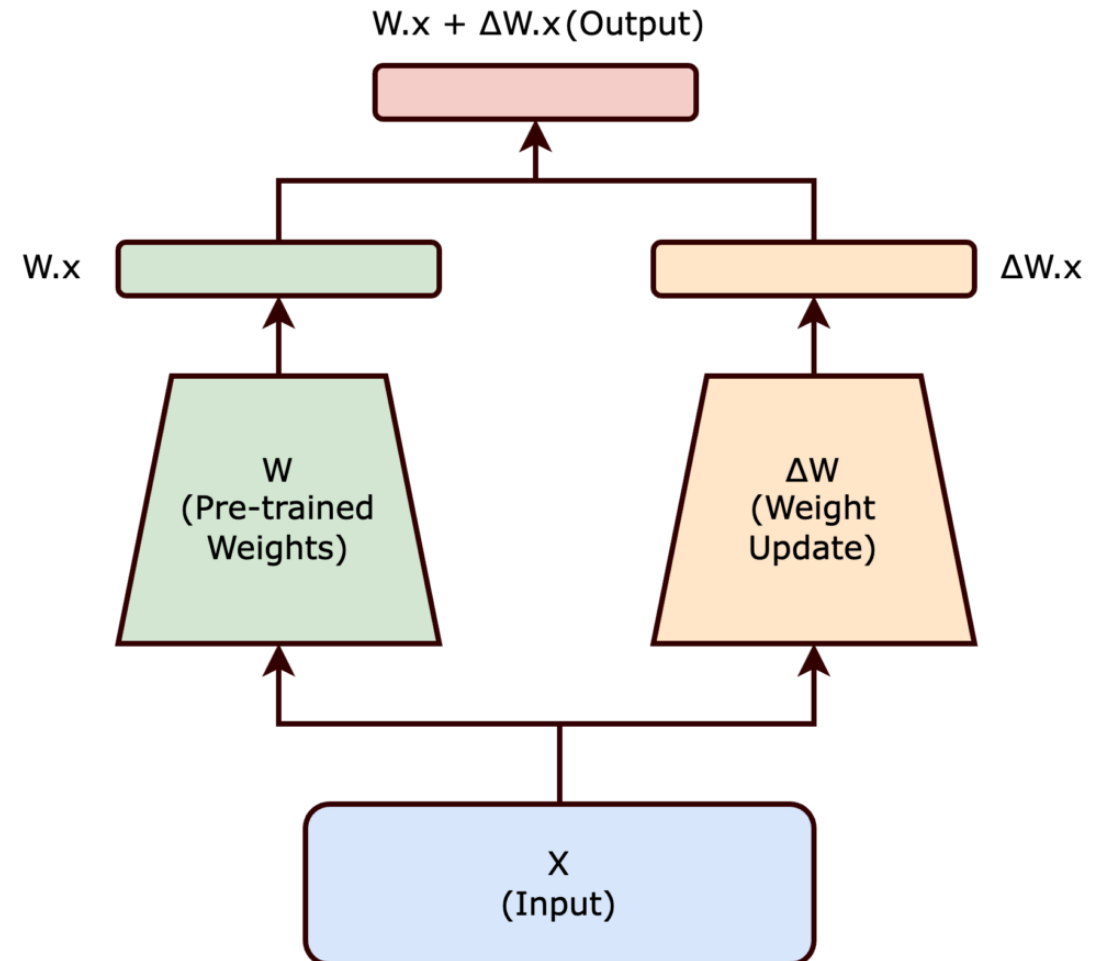 W.x + ΔW.x(Output)
W.x
ΔW.x
W
(Pre-trained
Weights)
ΔW
(Weight
Update)
X
(Input)